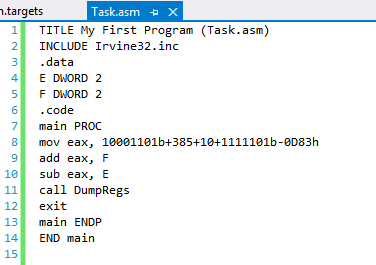 n.targets
Task.asm
1 TITLE My First Program (Task.asm)
2 INCLUDE Irvine32.inc
3 .data
4 E DWORD 2
5 F DWORD 2
6 .code
7 main PROC
8 mov eax, 10001101b+385+10+1111101b-0D83h
9 add eax, F
10 sub eax, E
11 call DumpRegs
12 exit
13 main ENDP
14 END main
15